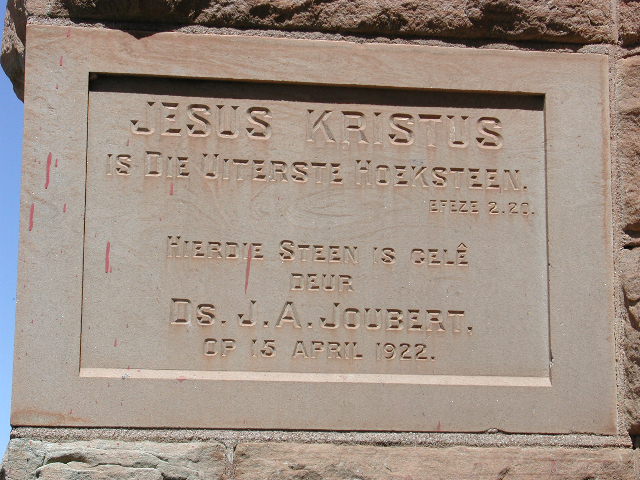 JESUS KRISTUS
IS DIE UITERSTE HOEKSTEEN.
EFEZE 2.20.
HIERDIE STEEN IS GELÊ
DEUR
DS. J. A. JOUBERT.
OP 15 APRIL 1922.